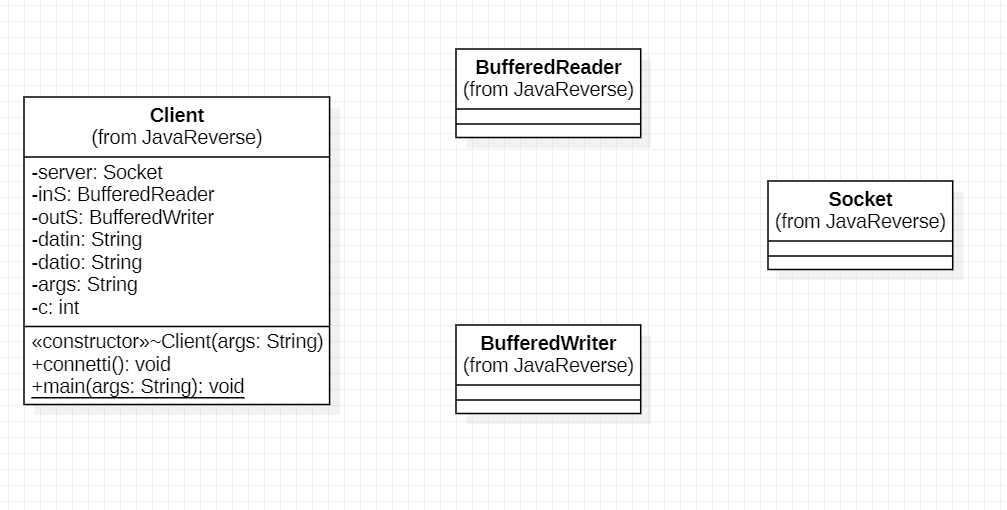 Client
(from JavaReverse)
-server: Socket
-inS: BufferedReader
-outS: BufferedWriter
-datin: String
-datio: String
-args: String
-c: int
«constructor»~Client(args: String)
+connetti(): void
+main(args: String): void
BufferedReader
(from JavaReverse)
BufferedWriter
(from JavaReverse)
Socket
(from JavaReverse)